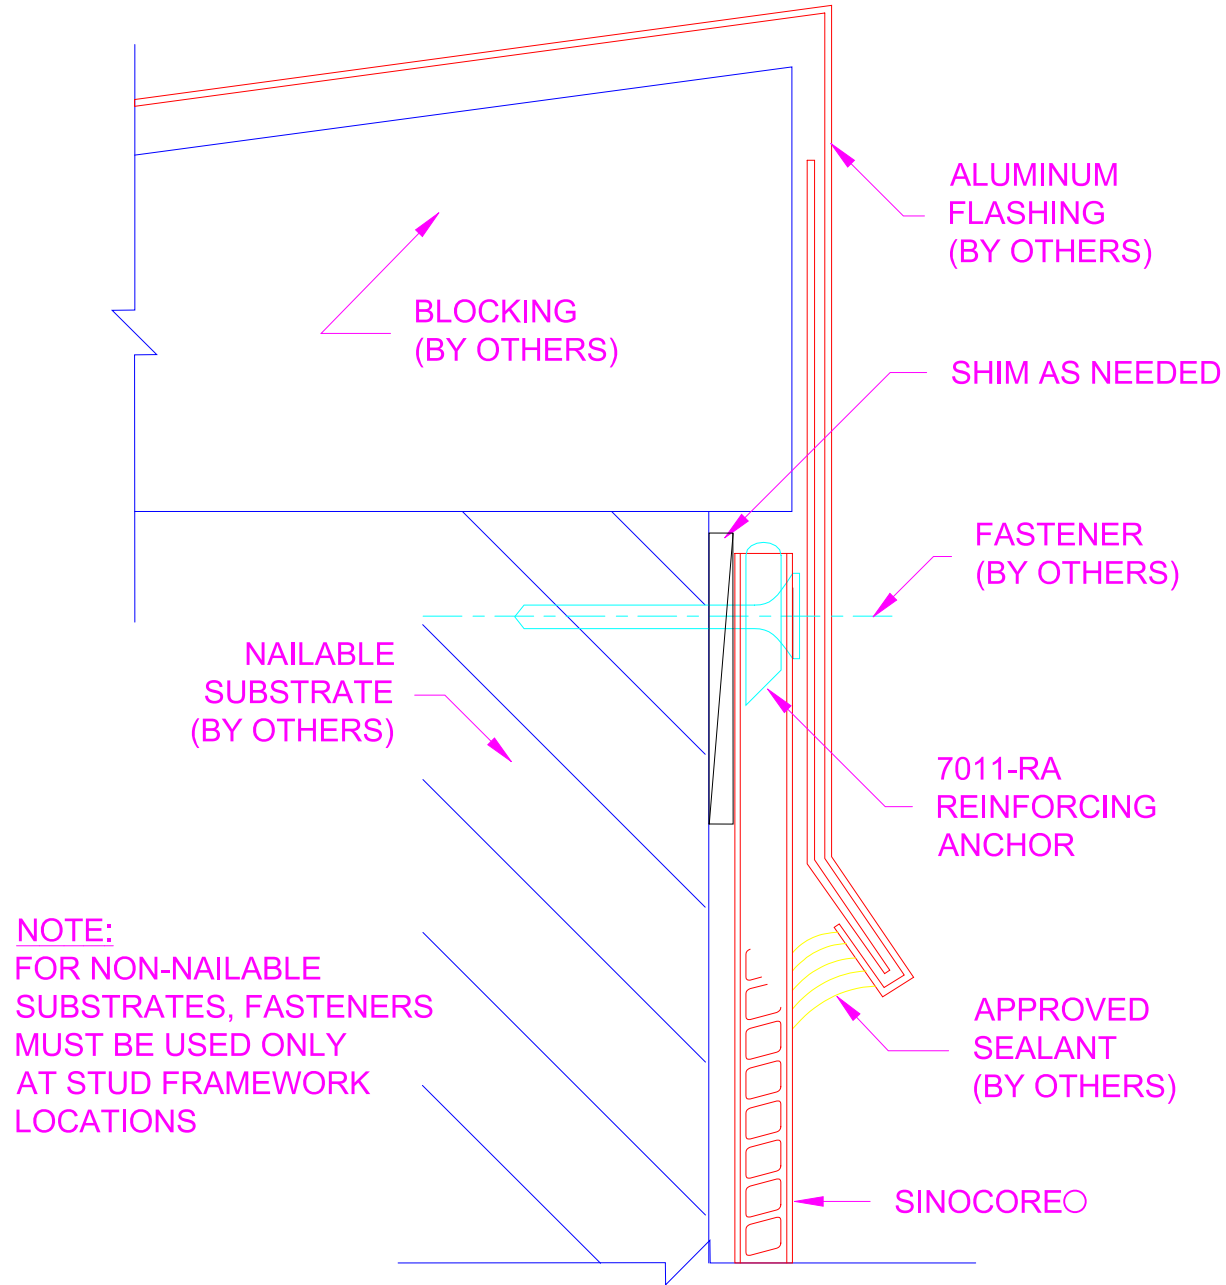 ALUMINUM
FLASHING
(BY OTHERS)
BLOCKING
(BY OTHERS)
SHIM AS NEEDED
FASTENER
(BY OTHERS)
NAILABLE
SUBSTRATE
(BY OTHERS)
7011-RA
REINFORCING
ANCHOR
NOTE:
FOR NON-NAILABLE
SUBSTRATES, FASTENERS
MUST BE USED ONLY
AT STUD FRAMEWORK
LOCATIONS
APPROVED
SEALANT
(BY OTHERS)
SINOCORE○